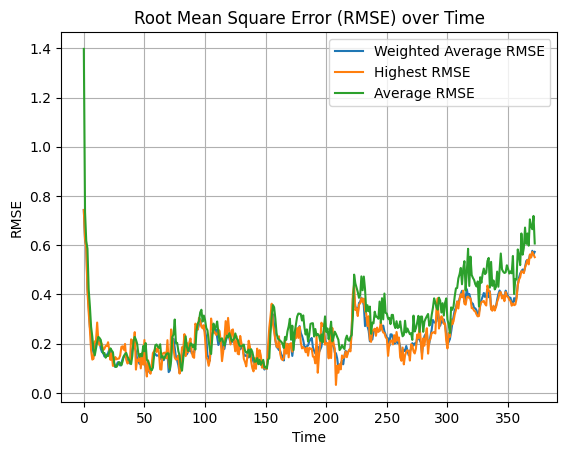 Root Mean Square Error (RMSE) over Time
Weighted Average RMSE
Highest RMSE
Average RMSE
RMSE
1.4
1.2
1.0
0.8
0.6
0.4
0.2
0.0
0 50 100 150 200 250 300 350
Time